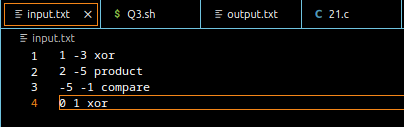 input.txt Q3.sh output.txt 21.c
input.txt
1 1 -3 xor
2 2 -5 product
3 -5 -1 compare
4 0 1 xor